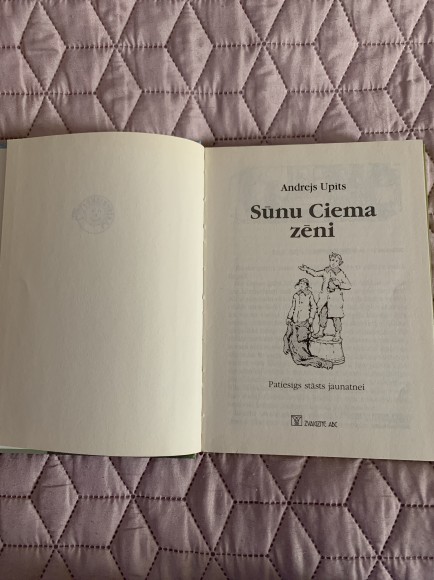 Andrejs Upīts
Sūnu Ciema
zēni
Patiesīgs stāsts jaunatnei
ZVAIGZNE ABC